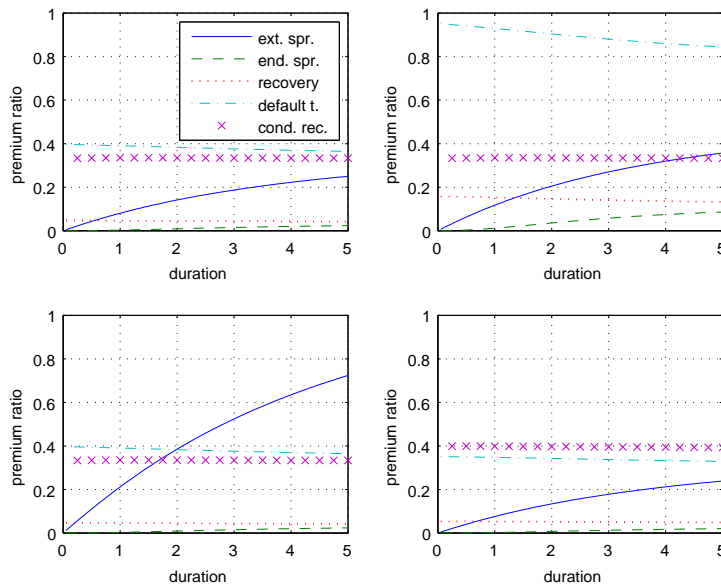 1
0.8
0.6
0.4
0.2
0
premium ratio
0 1 2 3 4 5
duration
ext. spr.
end. spr.
recovery
default t.
cond. rec.
1
0.8
0.6
0.4
0.2
0
premium ratio
0 1 2 3 4 5
duration
1
0.8
0.6
0.4
0.2
0
premium ratio
0 1 2 3 4 5
duration
1
0.8
0.6
0.4
0.2
0
premium ratio
0 1 2 3 4 5
duration